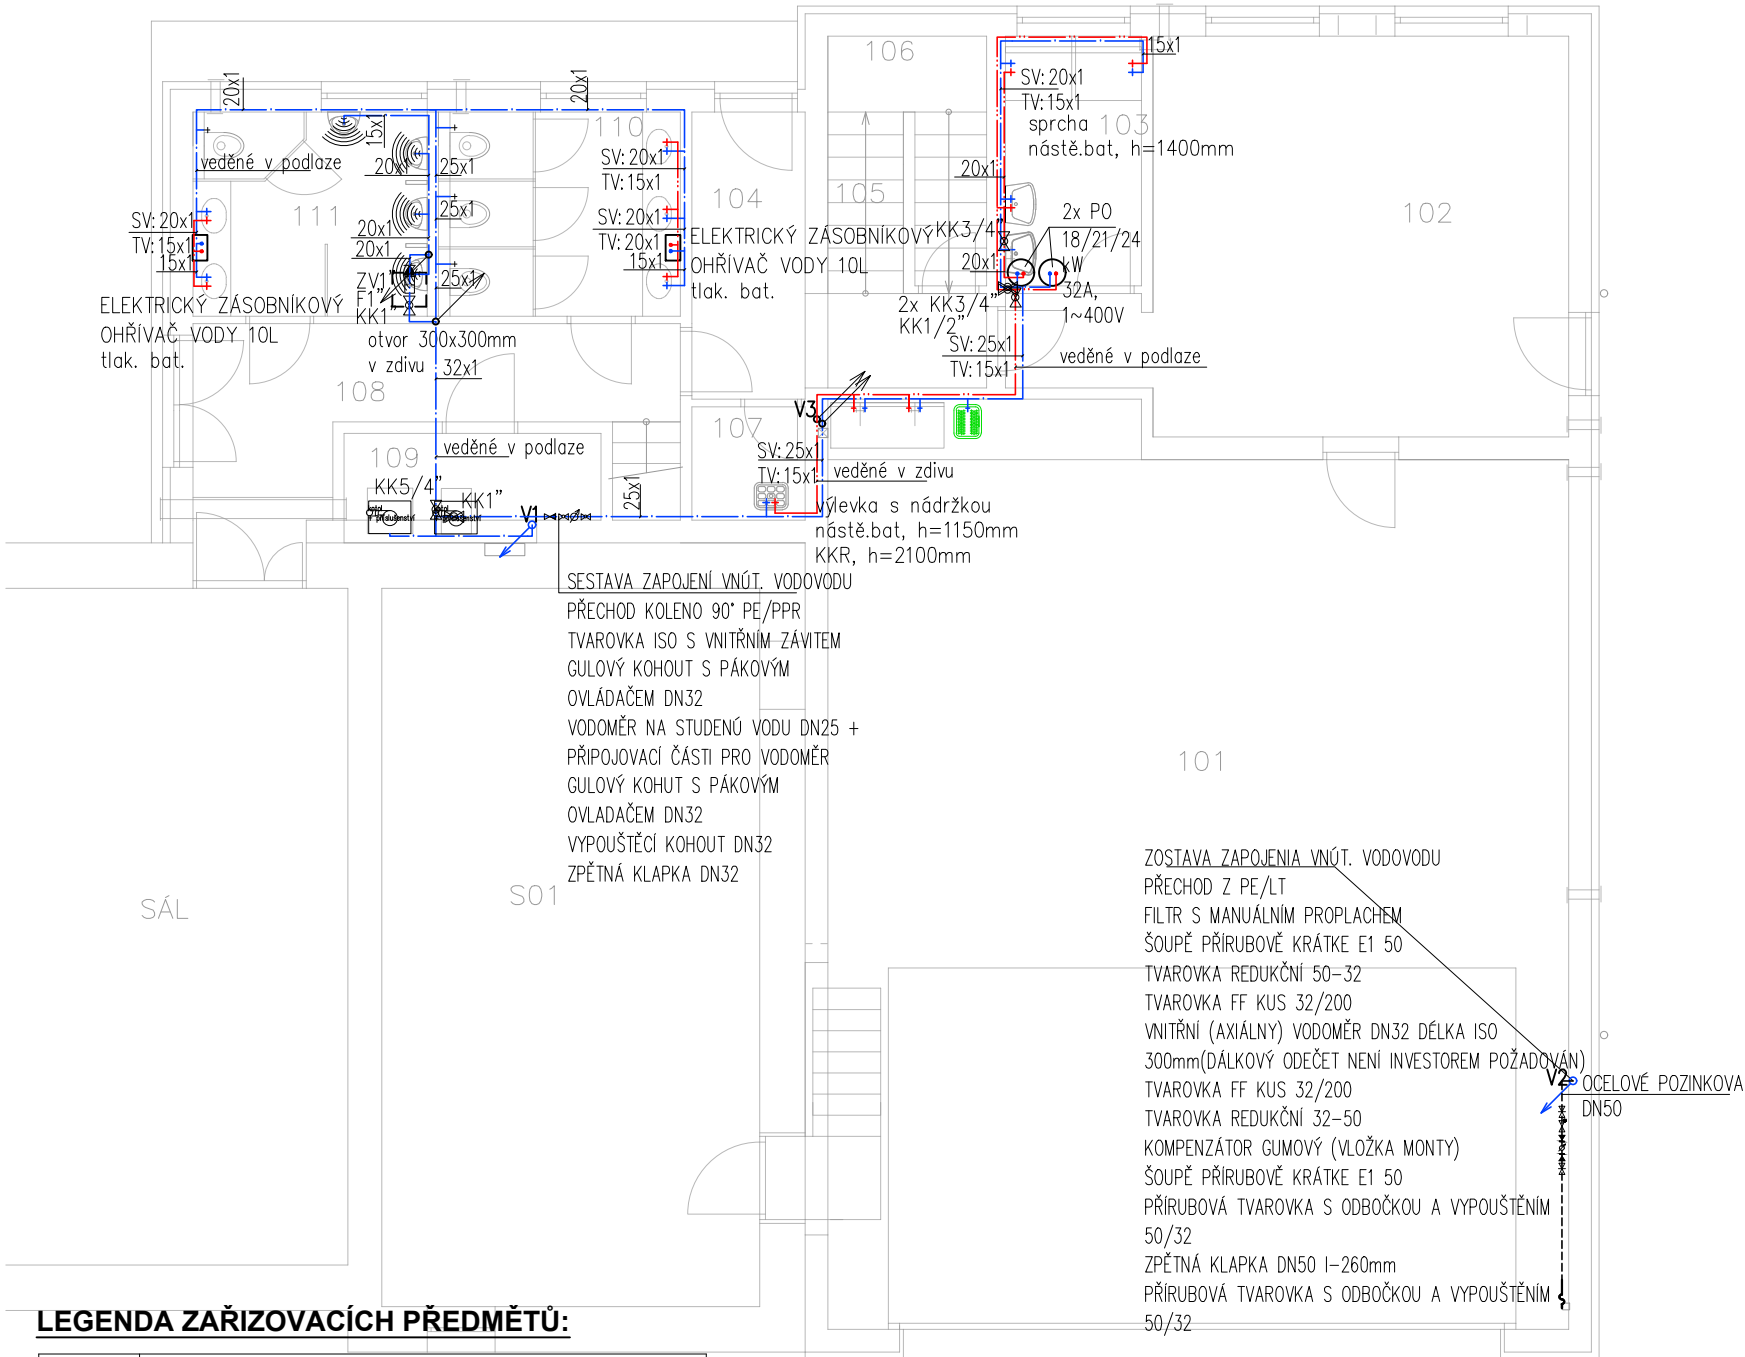 106
15x1
20x1
20x1
SV:20x1
TV:15x1
sprcha
nástě.bat, h=1400mm
103
110
15x1
veděné v podlaze
20x1
25x1
SV:20x1
TV:15x1
20x1
105
104
102
111
25x1
2x PO
18/21/24
kW
32A,
1~400V
SV:20x1
TV:15x1
15x1
20x1
20x1
SV:20x1
TV:20x1
15x1
KK3/4"
20x1
ELEKTRICKÝ ZÁSOBNÍKOVÝ
OHŘÍVAČ VODY 10L
tlak. bat.
ZV1"
F1"
KK1"
25x1
ELEKTRICKÝ ZÁSOBNÍKOVÝ
OHŘÍVAČ VODY 10L
tlak. bat.
2x KK3/4"
KK1/2"
otvor 300x300mm
v zdivu
32x1
SV:25x1
TV:15x1
veděné v podlaze
108
V3
107
veděné v podlaze
SV:25x1
TV:15x1
veděné v zdivu
109
KK5/4"
KK1"
25x1
V1
výlevka s nádržkou
nástě.bat, h=1150mm
KKR, h=2100mm
SESTAVA ZAPOJENÍ VNÚT. VODOVODU
PŘECHOD KOLENO 90° PE/PPR
TVAROVKA ISO S VNITŘNÍM ZÁVITEM
GULOVÝ KOHOUT S PÁKOVÝM
OVLÁDAČEM DN32
VODOMĚR NA STUDENÚ VODU DN25 +
PŘIPOJOVACÍ ČÁSTI PRO VODOMĚR
GULOVÝ KOHUT S PÁKOVÝM
OVLADAČEM DN32
VYPOUŠTĚCÍ KOHOUT DN32
ZPĚTNÁ KLAPKA DN32
101
SÁL
S01
ZOSTAVA ZAPOJENIA VNÚT. VODOVODU
PŘECHOD Z PE/LT
FILTR S MANUÁLNÍM PROPLACHEM
ŠOUPĚ PŘÍRUBOVĚ KRÁTKE E1 50
TVAROVKA REDUKČNÍ 50-32
TVAROVKA FF KUS 32/200
VNITŘNÍ (AXIÁLNY) VODOMĚR DN32 DÉLKA ISO
300mm(DÁLKOVÝ ODEČET NENÍ INVESTOREM POŽADOVÁN)
TVAROVKA FF KUS 32/200
TVAROVKA REDUKČNÍ 32-50
KOMPENZÁTOR GUMOVÝ (VLOŽKA MONTY)
ŠOUPĚ PŘÍRUBOVĚ KRÁTKE E1 50
PŘÍRUBOVÁ TVAROVKA S ODBOČKOU A VYPOUŠTĚNÍM
50/32
ZPĚTNÁ KLAPKA DN50 l-260mm
PŘÍRUBOVÁ TVAROVKA S ODBOČKOU A VYPOUŠTĚNÍM
50/32
V2
OCELOVÉ POZINKOVA
DN50
LEGENDA ZAŘIZOVACÍCH PŘEDMĚTŮ: